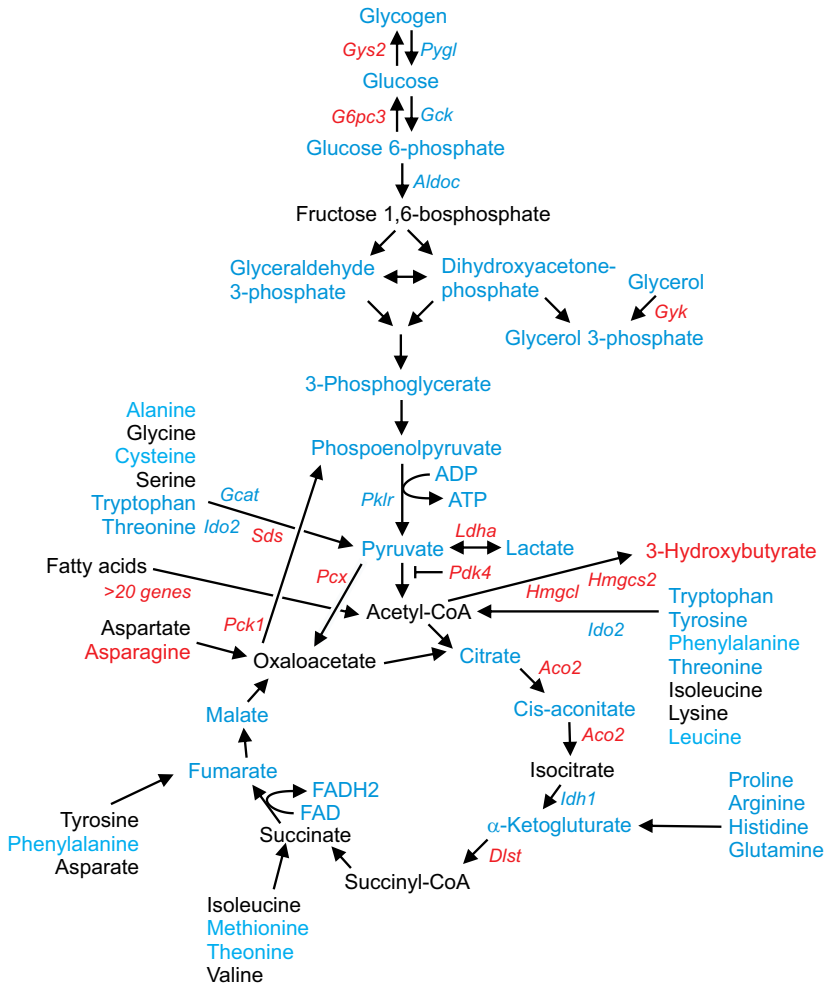 Glycogen
Gys2
Pygl
Glucose
G6pc3
Gck
Glucose 6-phosphate
Aldoc
Fructose 1,6-bosphosphate
Glyceraldehyde
3-phosphate
Dihydroxyacetone-
phosphate
Glycerol
Gyk
Glycerol 3-phosphate
3-Phosphoglycerate
Alanine
Glycine
Cysteine
Serine
Tryptophan
Threonine
Gcat
Ido2
Sds
Phospoenolpyruvate
ADP
ATP
Pklr
Pyruvate
Ldha
Lactate
Pdk4
Pcx
3-Hydroxybutyrate
Hmgcl
Hmgcs2
Fatty acids
>20 genes
Acetyl-CoA
Aspartate
Asparagine
Pck1
Oxaloacetate
Ido2
Tryptophan
Tyrosine
Phenylalanine
Threonine
Isoleucine
Lysine
Leucine
Citrate
Aco2
Cis-aconitate
Aco2
Isocitrate
Idh1
α-Ketogluturate
Proline
Arginine
Histidine
Glutamine
Dlst
Succinyl-CoA
Malate
Fumarate
FADH2
FAD
Succinate
Tyrosine
Phenylalanine
Asparate
Isoleucine
Methionine
Theonine
Valine